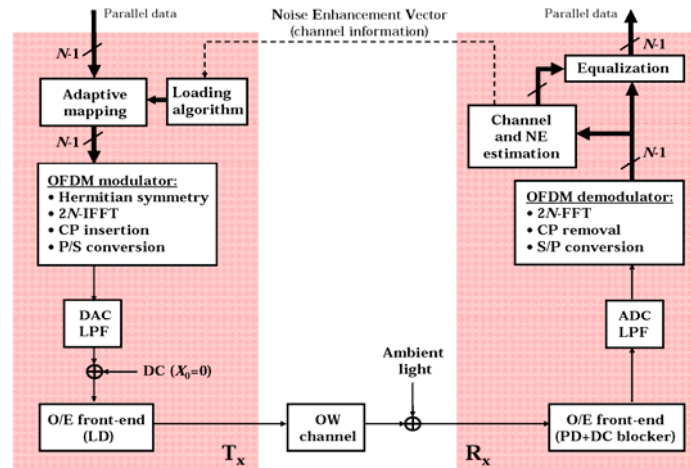 Parallel data
N-1
Adaptive
mapping
Loading
algorithm
N-1
OFDM modulator:
• Hermitian symmetry
• 2N-IFFT
• CP insertion
• P/S conversion
DAC
LPF
DC (X₀=0)
O/E front-end
(LD)
Tₓ
Noise Enhancement Vector
(channel information)
OW
channel
Ambient
light
Parallel data
N-1
Equalization
Channel
and NE
estimation
N-1
OFDM demodulator:
• 2N-FFT
• CP removal
• S/P conversion
ADC
LPF
O/E front-end
(PD+DC blocker)
Rₓ